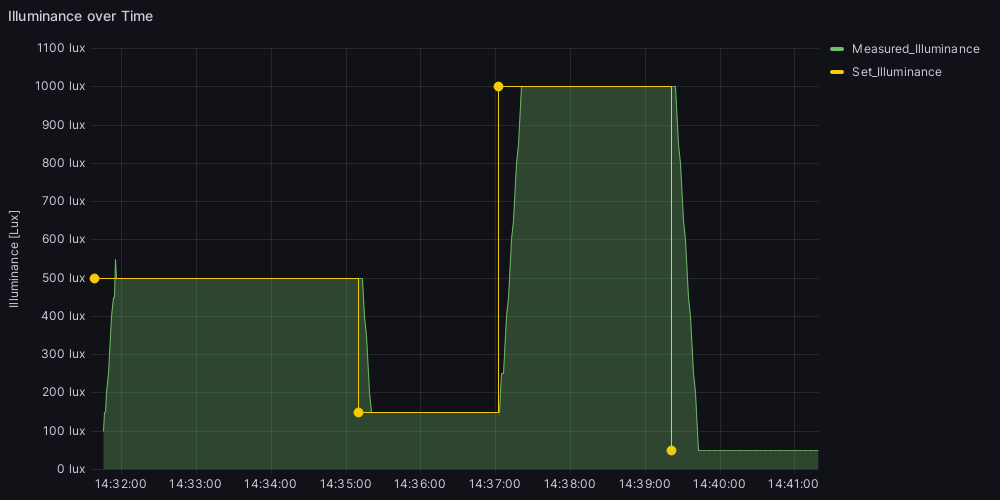 Illuminance over Time
Measured_Illuminance
Set_Illuminance
Illuminance [Lux]
1100 lux
1000 lux
900 lux
800 lux
700 lux
600 lux
500 lux
400 lux
300 lux
200 lux
100 lux
0 lux
14:32:00 14:33:00 14:34:00 14:35:00 14:36:00 14:37:00 14:38:00 14:39:00 14:40:00 14:41:00